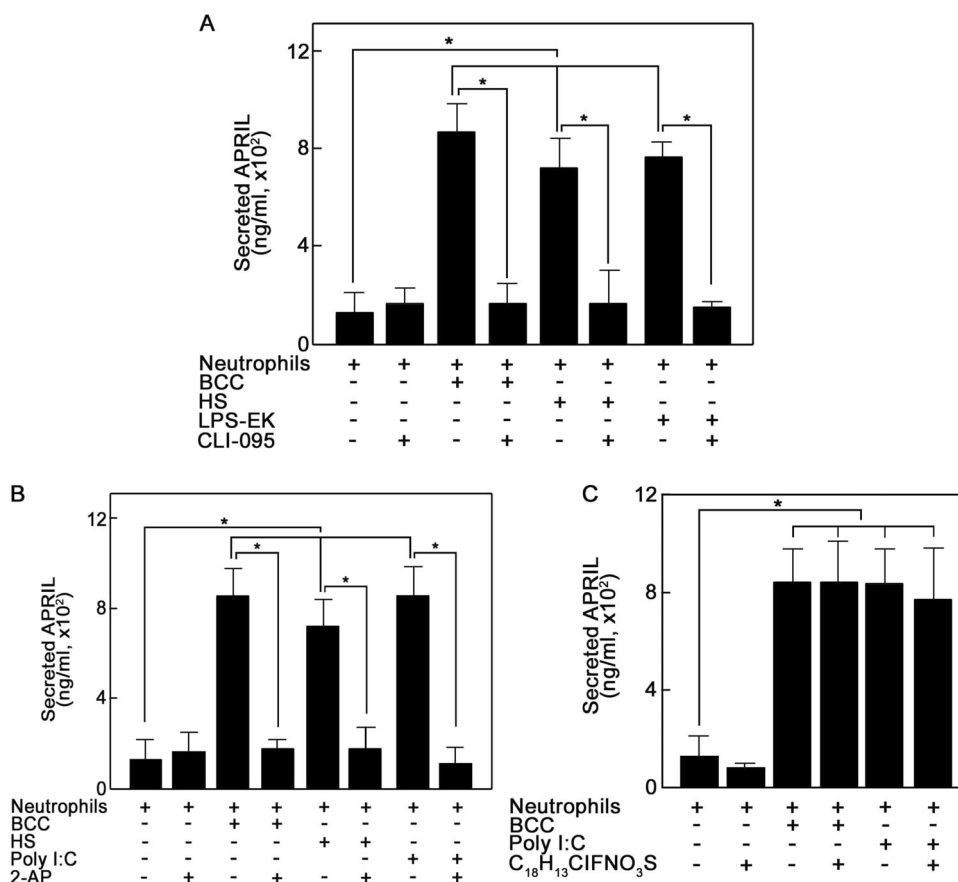 A
*
12
*
*
*
8
4
0
Secreted APRIL
(ng/ml, x10²)
Neutrophils + + + + + + + +
BCC - - + + - - - -
HS - - - - + + - -
LPS-EK - - - - - - + +
CLI-095 - + - + - + - +
B
12
*
*
*
*
8
4
0
Secreted APRIL
(ng/ml, x10²)
Neutrophils + + + + + + + +
BCC - - + + - - - -
HS - - - - + + - -
Poly I:C - - - - - - + +
2-AP - + - + - + - +
C
12
*
8
4
0
Secreted APRIL
(ng/ml, x10²)
Neutrophils + + + + + +
BCC - - + + - -
Poly I:C - - - - + +
C₁₈H₁₃ClFNO₃S - + - + - +